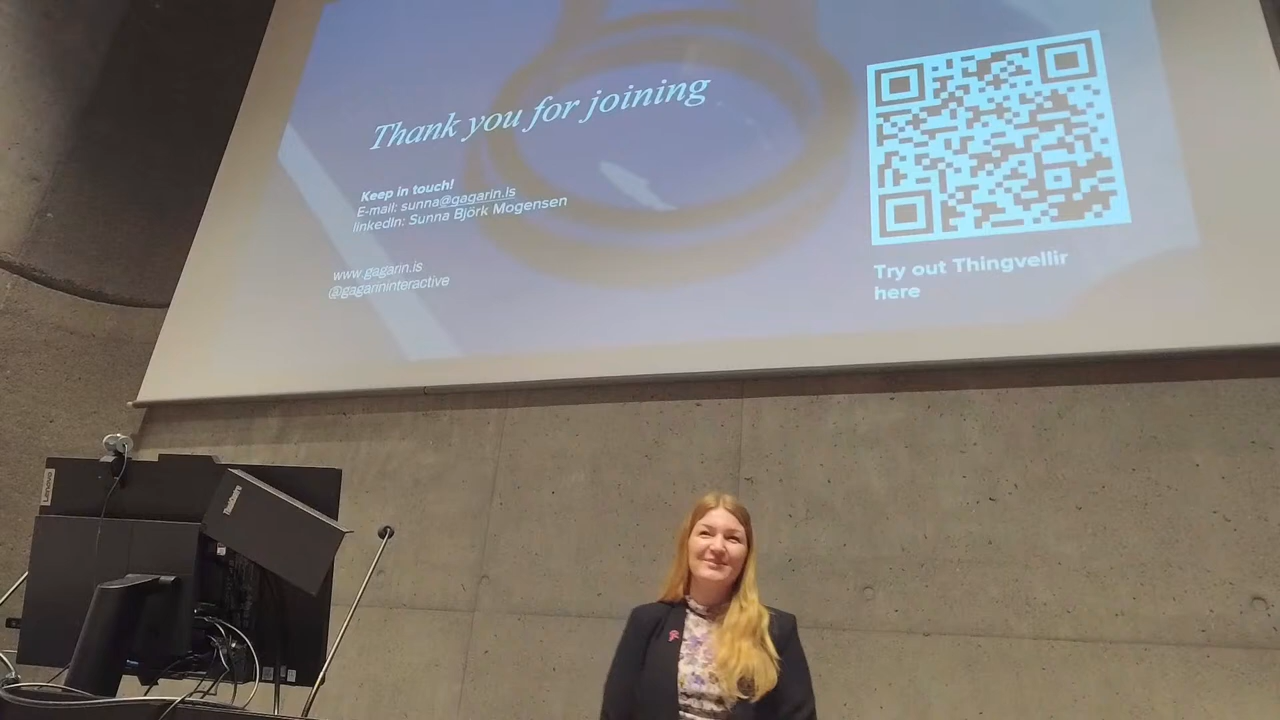 Thank you for joining
Keep in touch!
E-mail: sunna@gagarin.is
linkedIn: Sunna Björk Mogensen
www.gagarin.is
@gagarininteractive
Try out Thingvellir
here
Lenovo
ThinkCentre